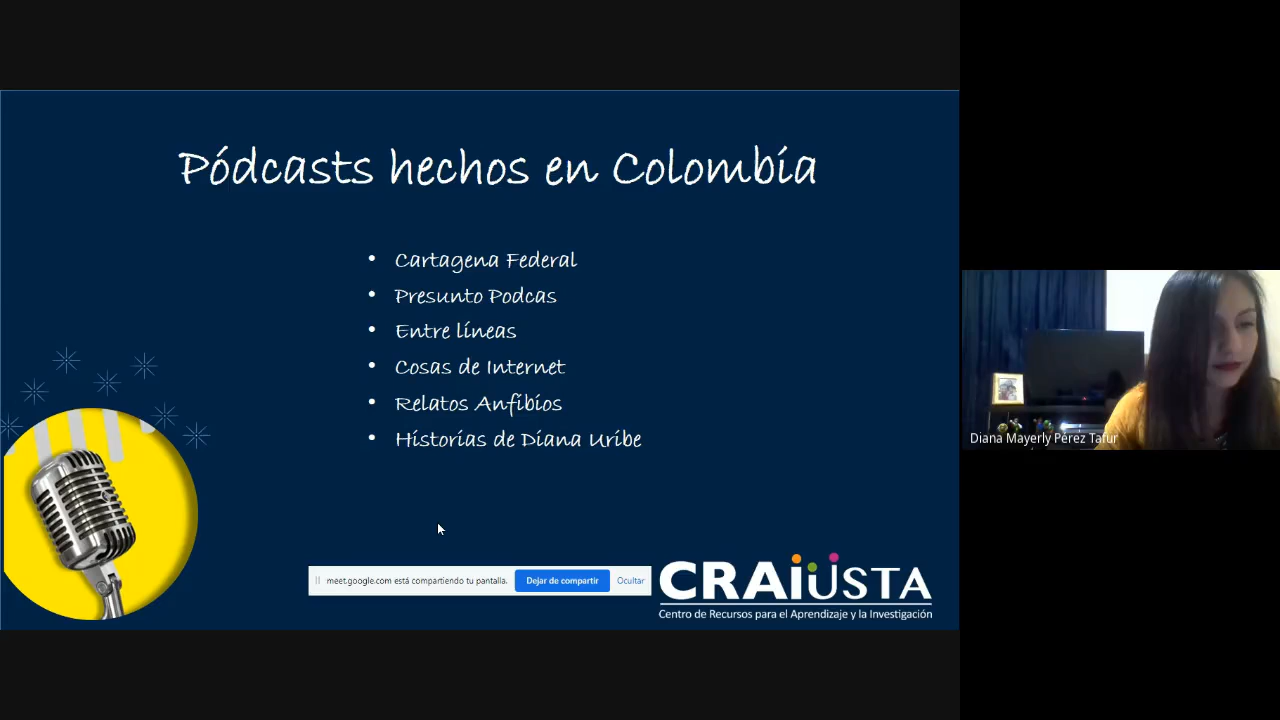 Pódcasts hechos en Colombia
• Cartagena Federal
• Presunto Podcas
• Entre líneas
• Cosas de Internet
• Relatos Anfibios
• Historias de Diana Uribe
meet.google.com está compartiendo tu pantalla. Dejar de compartir Ocultar
CRAIUSTA
Centro de Recursos para el Aprendizaje y la Investigación
Diana Mayerly Pérez Tafur